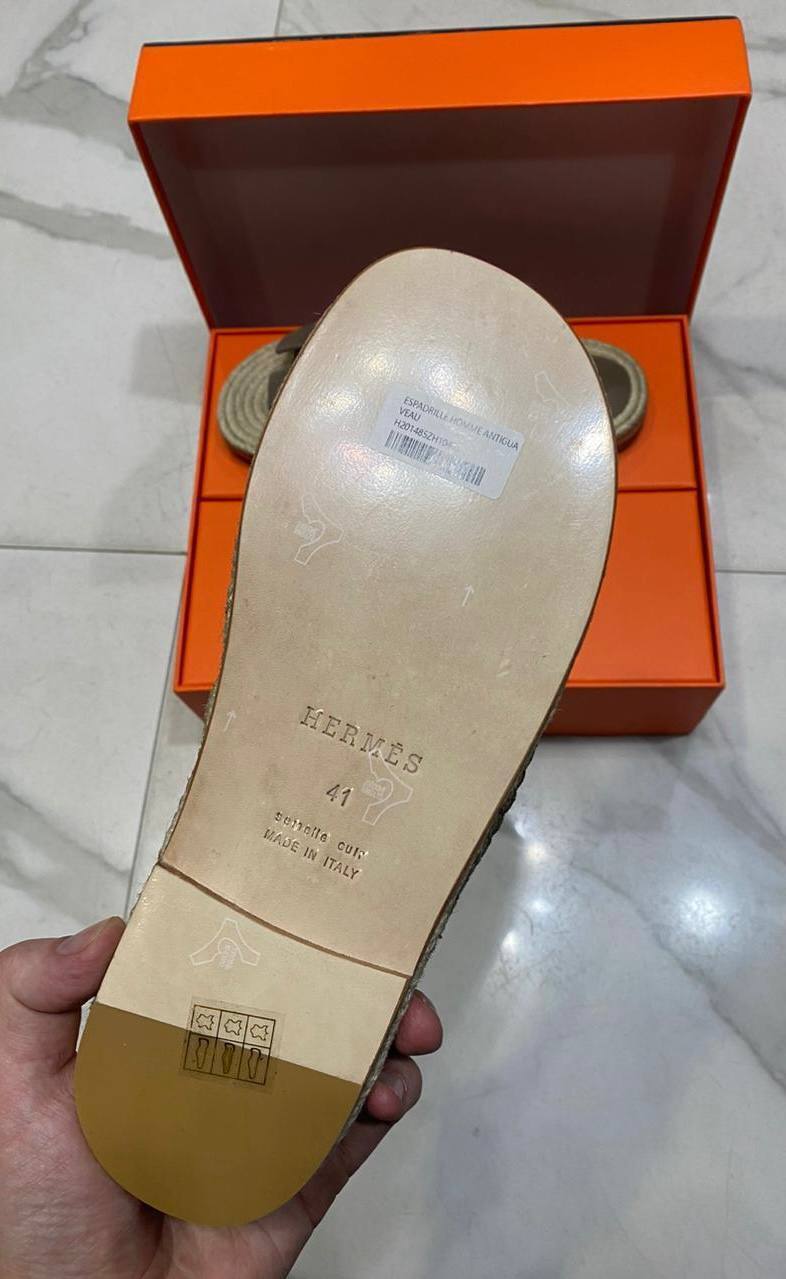 ESPADRILLE HOMME ANTIGUA
VEAU
HERMÈS
41
semelle cuir
MADE IN ITALY